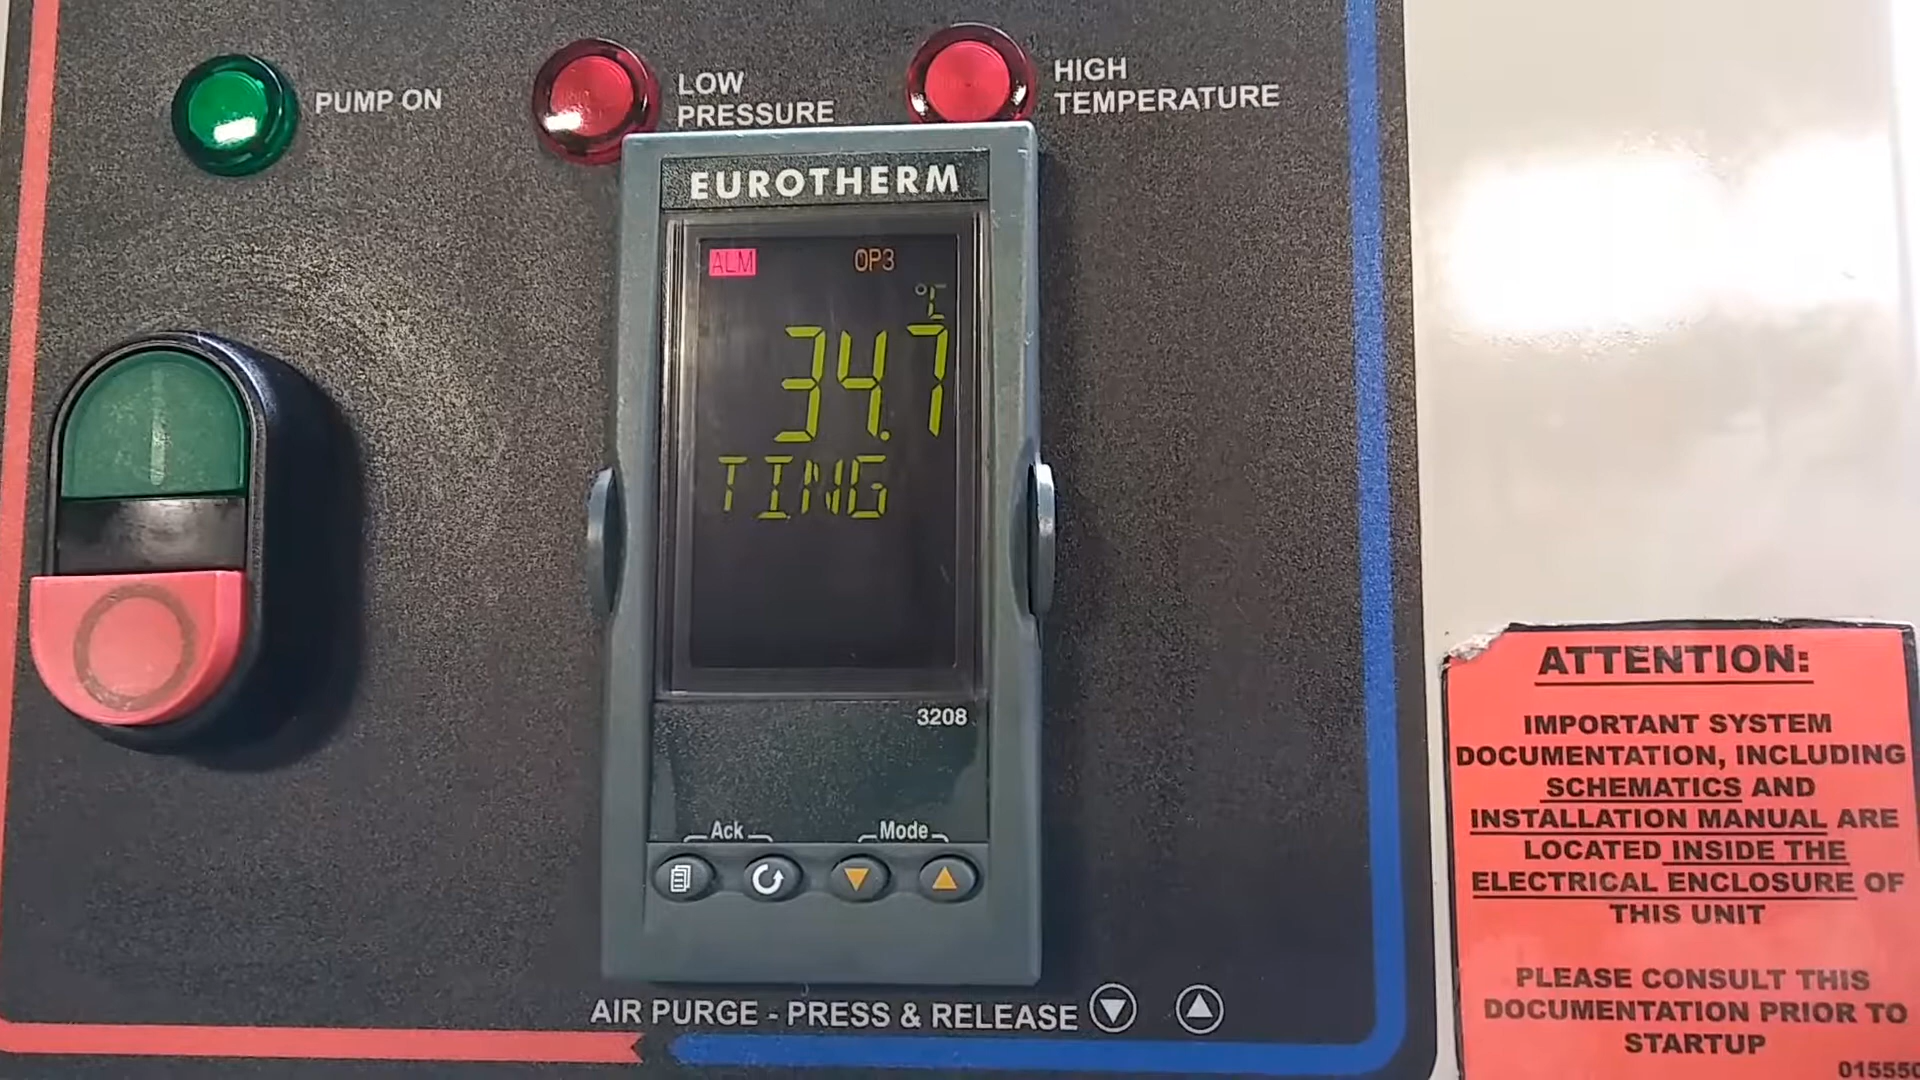 PUMP ON
LOW
PRESSURE
HIGH
TEMPERATURE
EUROTHERM
ALM
OP3
°C
34.7
TING
3208
Ack
Mode
AIR PURGE - PRESS & RELEASE
ATTENTION:
IMPORTANT SYSTEM
DOCUMENTATION, INCLUDING
SCHEMATICS AND
INSTALLATION MANUAL ARE
LOCATED INSIDE THE
ELECTRICAL ENCLOSURE OF
THIS UNIT
PLEASE CONSULT THIS
DOCUMENTATION PRIOR TO
STARTUP